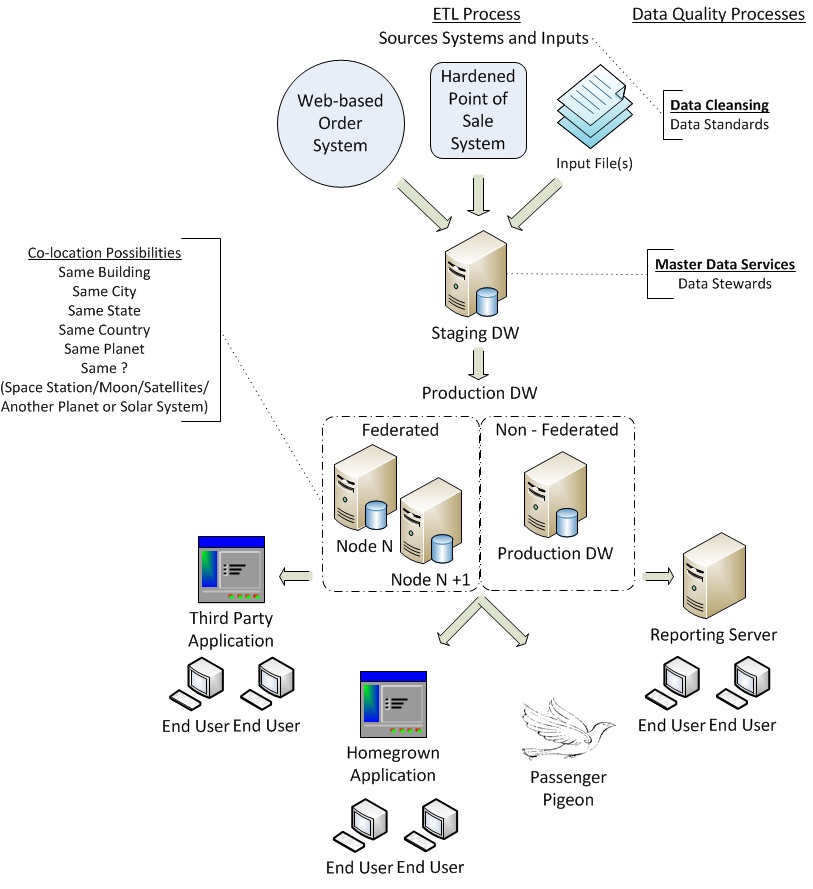 ETL Process
Data Quality Processes
Sources Systems and Inputs
Web-based
Order
System
Hardened
Point of
Sale
System
Input File(s)
Data Cleansing
Data Standards
Co-location Possibilities
Same Building
Same City
Same State
Same Country
Same Planet
Same ?
(Space Station/Moon/Satellites/
Another Planet or Solar System)
Master Data Services
Data Stewards
Staging DW
Production DW
Federated
Non - Federated
Node N
Node N +1
Production DW
Third Party
Application
End User End User
Reporting Server
End User End User
Homegrown
Application
End User End User
Passenger
Pigeon